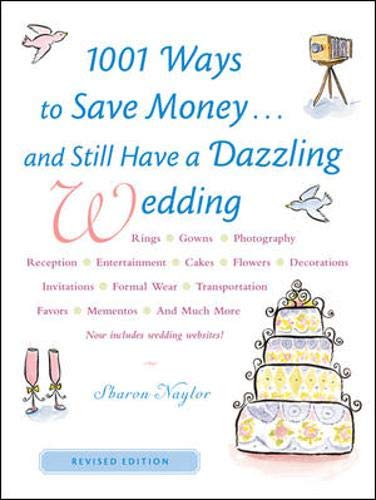 1001 Ways
to Save Money...
and Still Have a Dazzling
Wedding
Rings • Gowns • Photography
Reception • Entertainment • Cakes • Flowers • Decorations
Invitations • Formal Wear • Transportation
Favors • Mementos • And Much More
Now includes wedding websites!
Sharon Naylor
REVISED EDITION